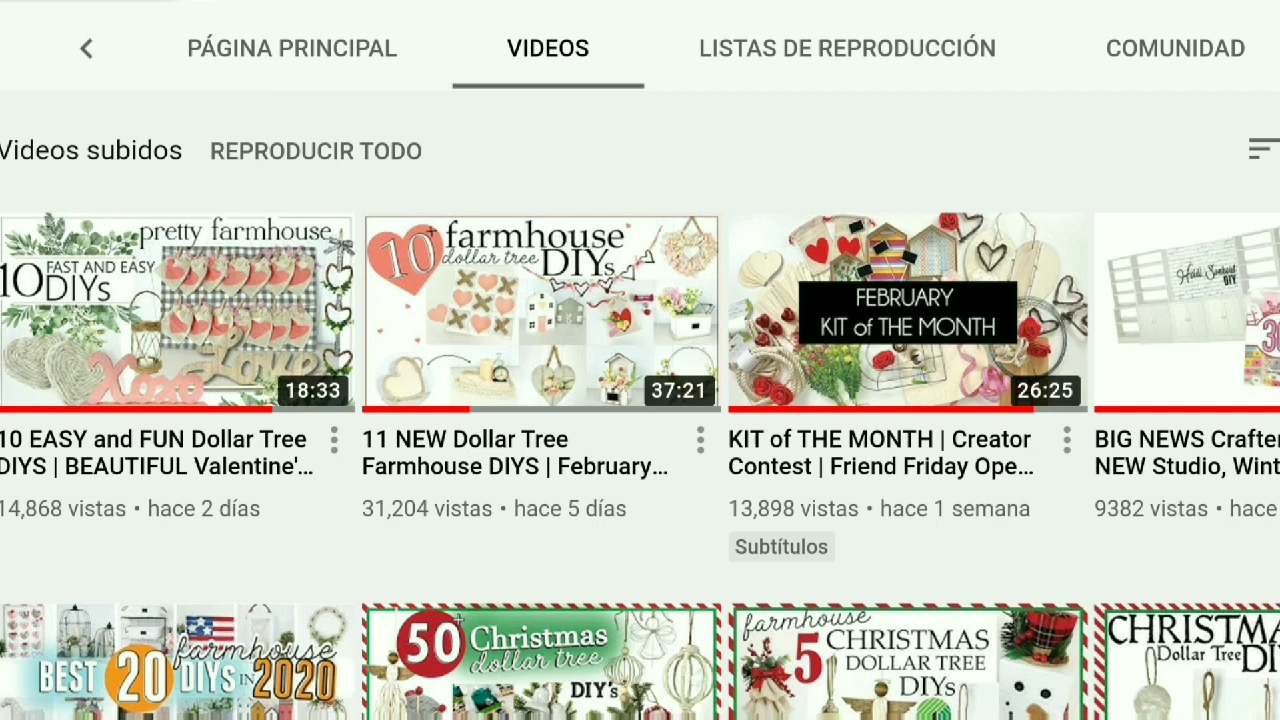 PÁGINA PRINCIPAL
VIDEOS
LISTAS DE REPRODUCCIÓN
COMUNIDAD
Videos subidos
REPRODUCIR TODO
pretty farmhouse
10 FAST AND EASY
DIYs
Love
xoxo
18:33
10 farmhouse
dollar tree DIYs
37:21
FEBRUARY
KIT of THE MONTH
26:25
DIY
10 EASY and FUN Dollar Tree
DIYS | BEAUTIFUL Valentine'...
14,868 vistas • hace 2 días
11 NEW Dollar Tree
Farmhouse DIYS | February...
31,204 vistas • hace 5 días
KIT of THE MONTH | Creator
Contest | Friend Friday Ope...
13,898 vistas • hace 1 semana
Subtítulos
BIG NEWS Crafte
NEW Studio, Wint
9382 vistas • hace
farmhouse
BEST 20 DIYS IN 2020
50+ Christmas
dollar tree
DIY's
farmhouse
5 CHRISTMAS
DOLLAR TREE
DIYs
CHRISTMA
Dollar Tree DI